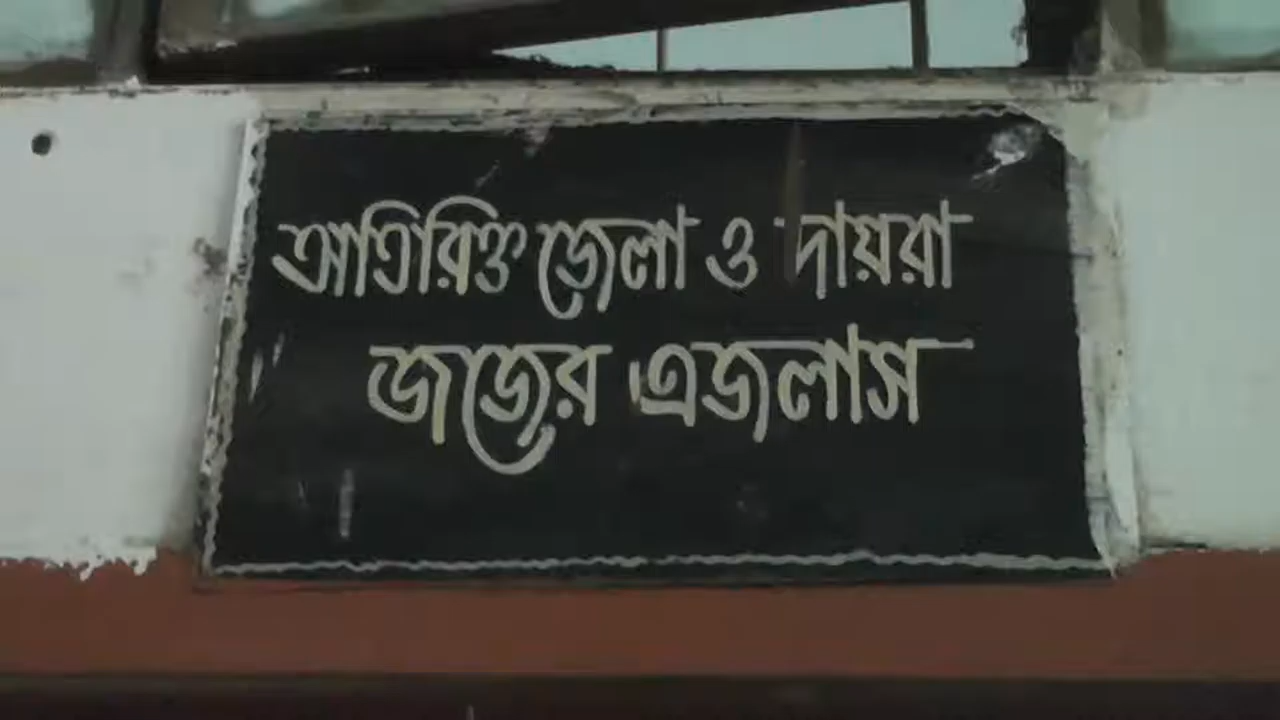 অতিরিক্ত জেলা ও দায়রা
জজের এজলাস